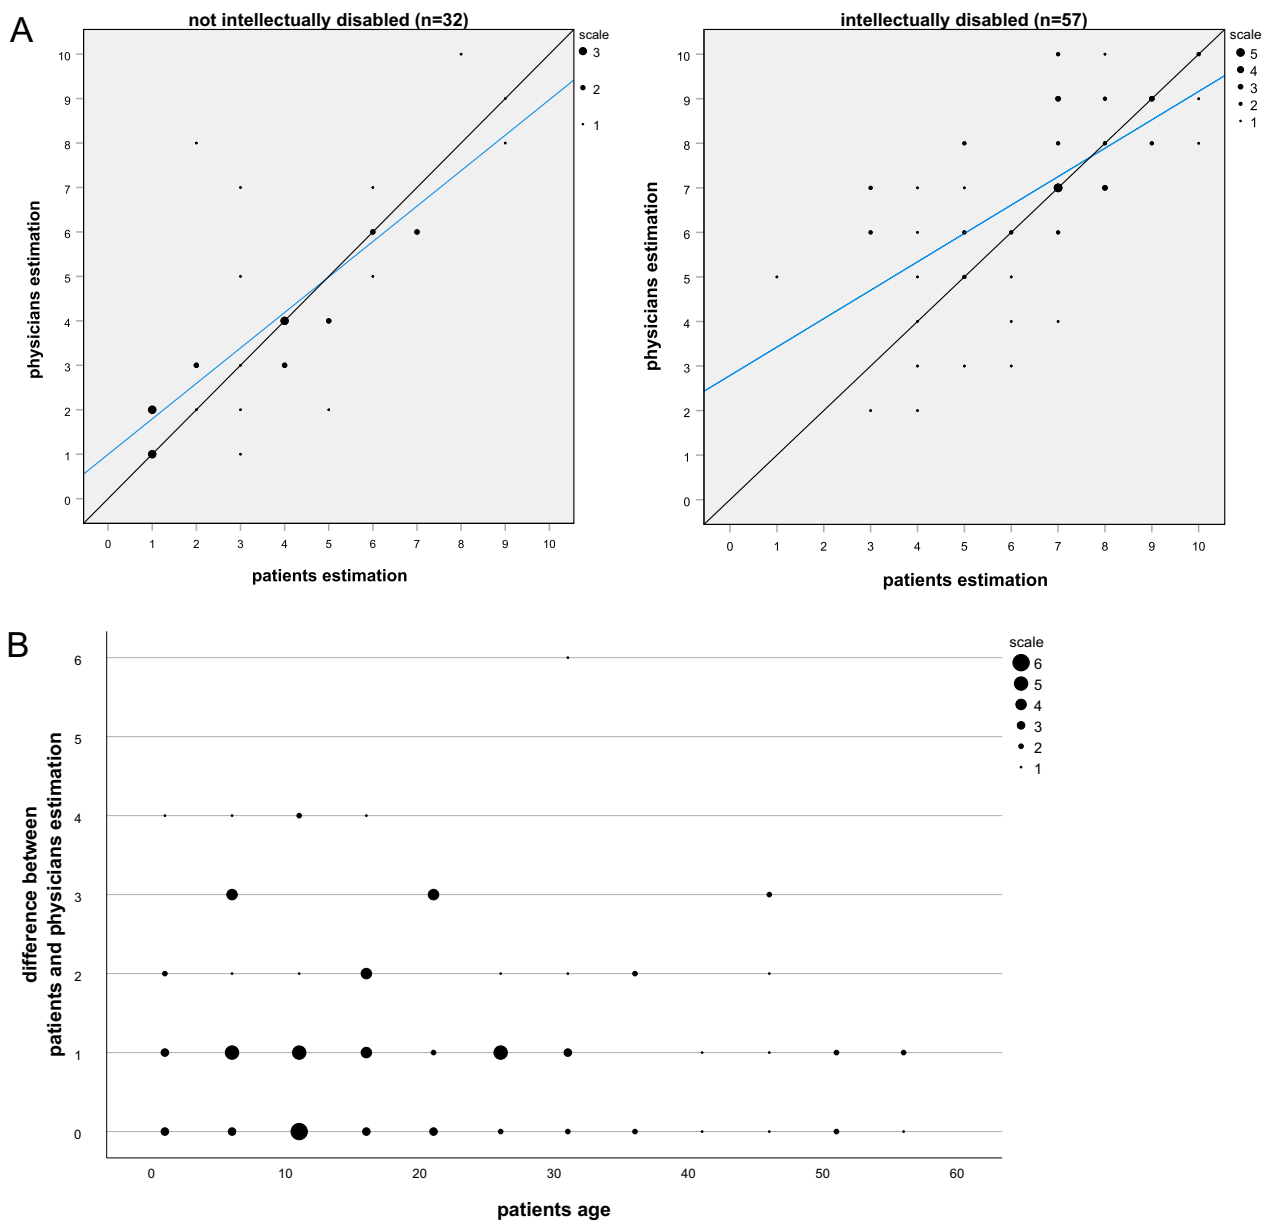 A
not intellectually disabled (n=32)
scale
3
2
1
10
9
8
7
6
5
4
3
2
1
0
physicians estimation
0 1 2 3 4 5 6 7 8 9 10
patients estimation
intellectually disabled (n=57)
scale
5
4
3
2
1
10
9
8
7
6
5
4
3
2
1
0
physicians estimation
0 1 2 3 4 5 6 7 8 9 10
patients estimation
B
scale
6
5
4
3
2
1
6
5
4
3
2
1
0
difference between
patients and physicians estimation
0 10 20 30 40 50 60
patients age